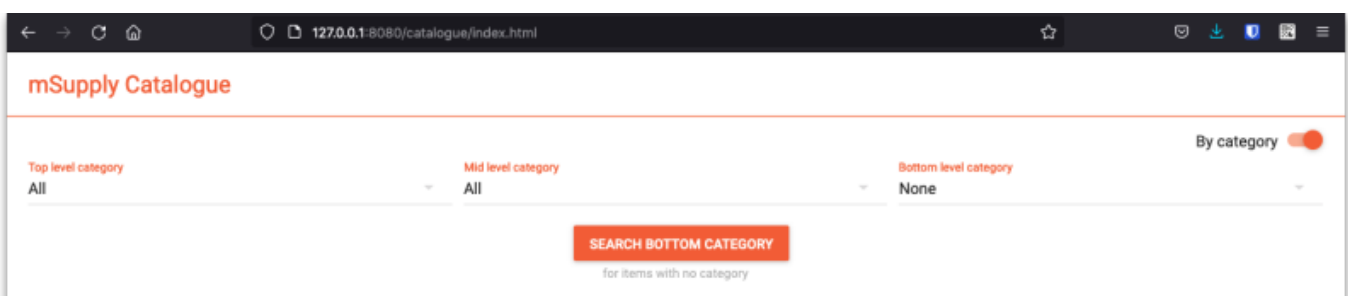 127.0.0.1:8080/catalogue/index.html
mSupply Catalogue
By category
Top level category
Mid level category
Bottom level category
All
All
None
SEARCH BOTTOM CATEGORY
for items with no category